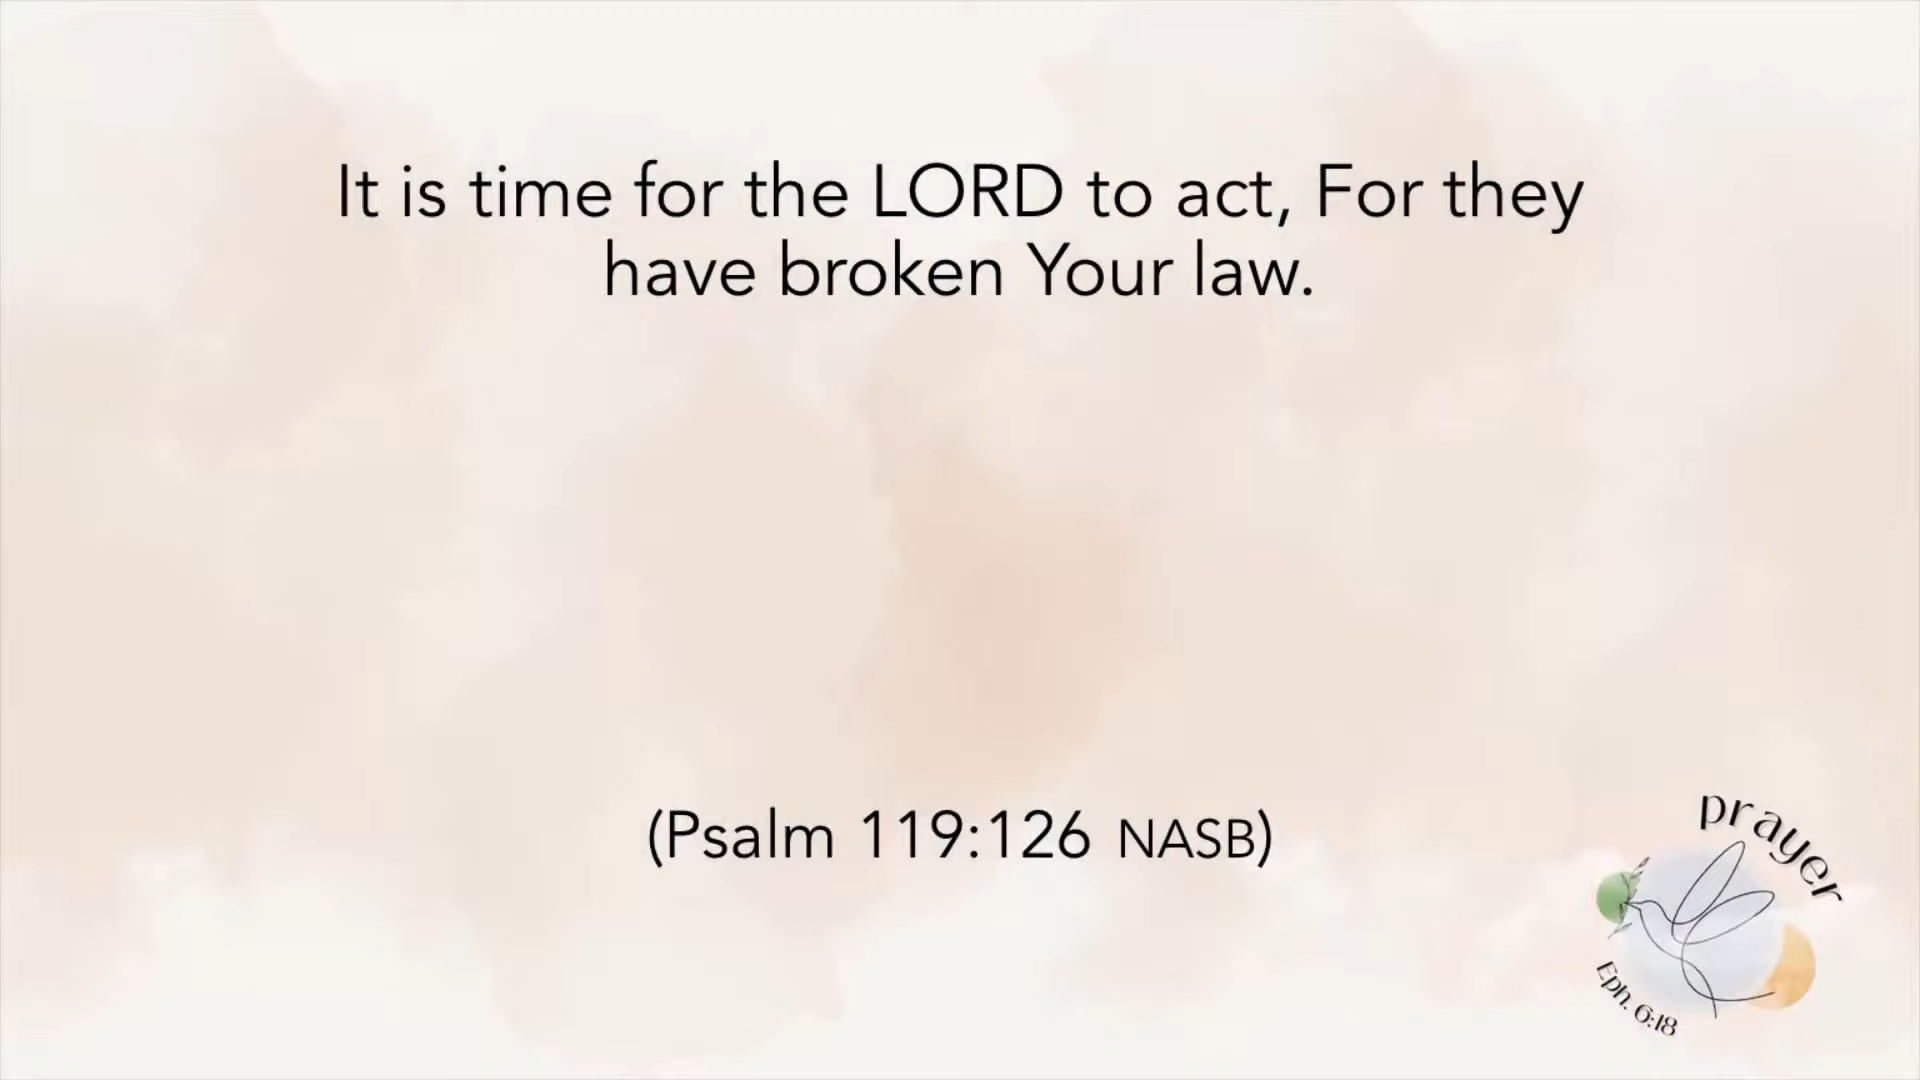 It is time for the LORD to act, For they
have broken Your law.
(Psalm 119:126 NASB)
prayer
Eph. 6:18